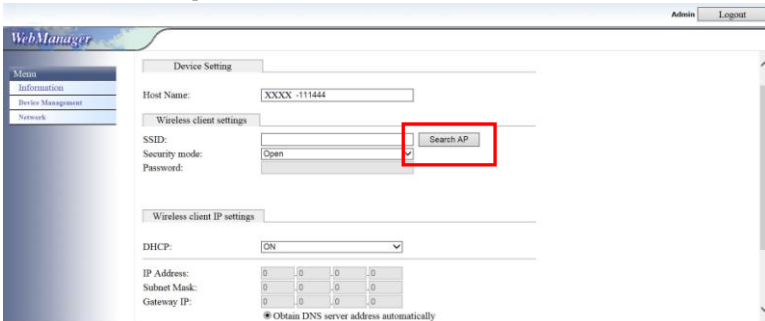 Admin Logout
WebManager
Menu
Information
Device Management
Network
Device Setting
Host Name: XXXX -111444
Wireless client settings
SSID: Search AP
Security mode: Open
Password:
Wireless client IP settings
DHCP: ON
IP Address: 0 .0 .0 .0
Subnet Mask: 0 .0 .0 .0
Gateway IP: 0 .0 .0 .0
Obtain DNS server address automatically